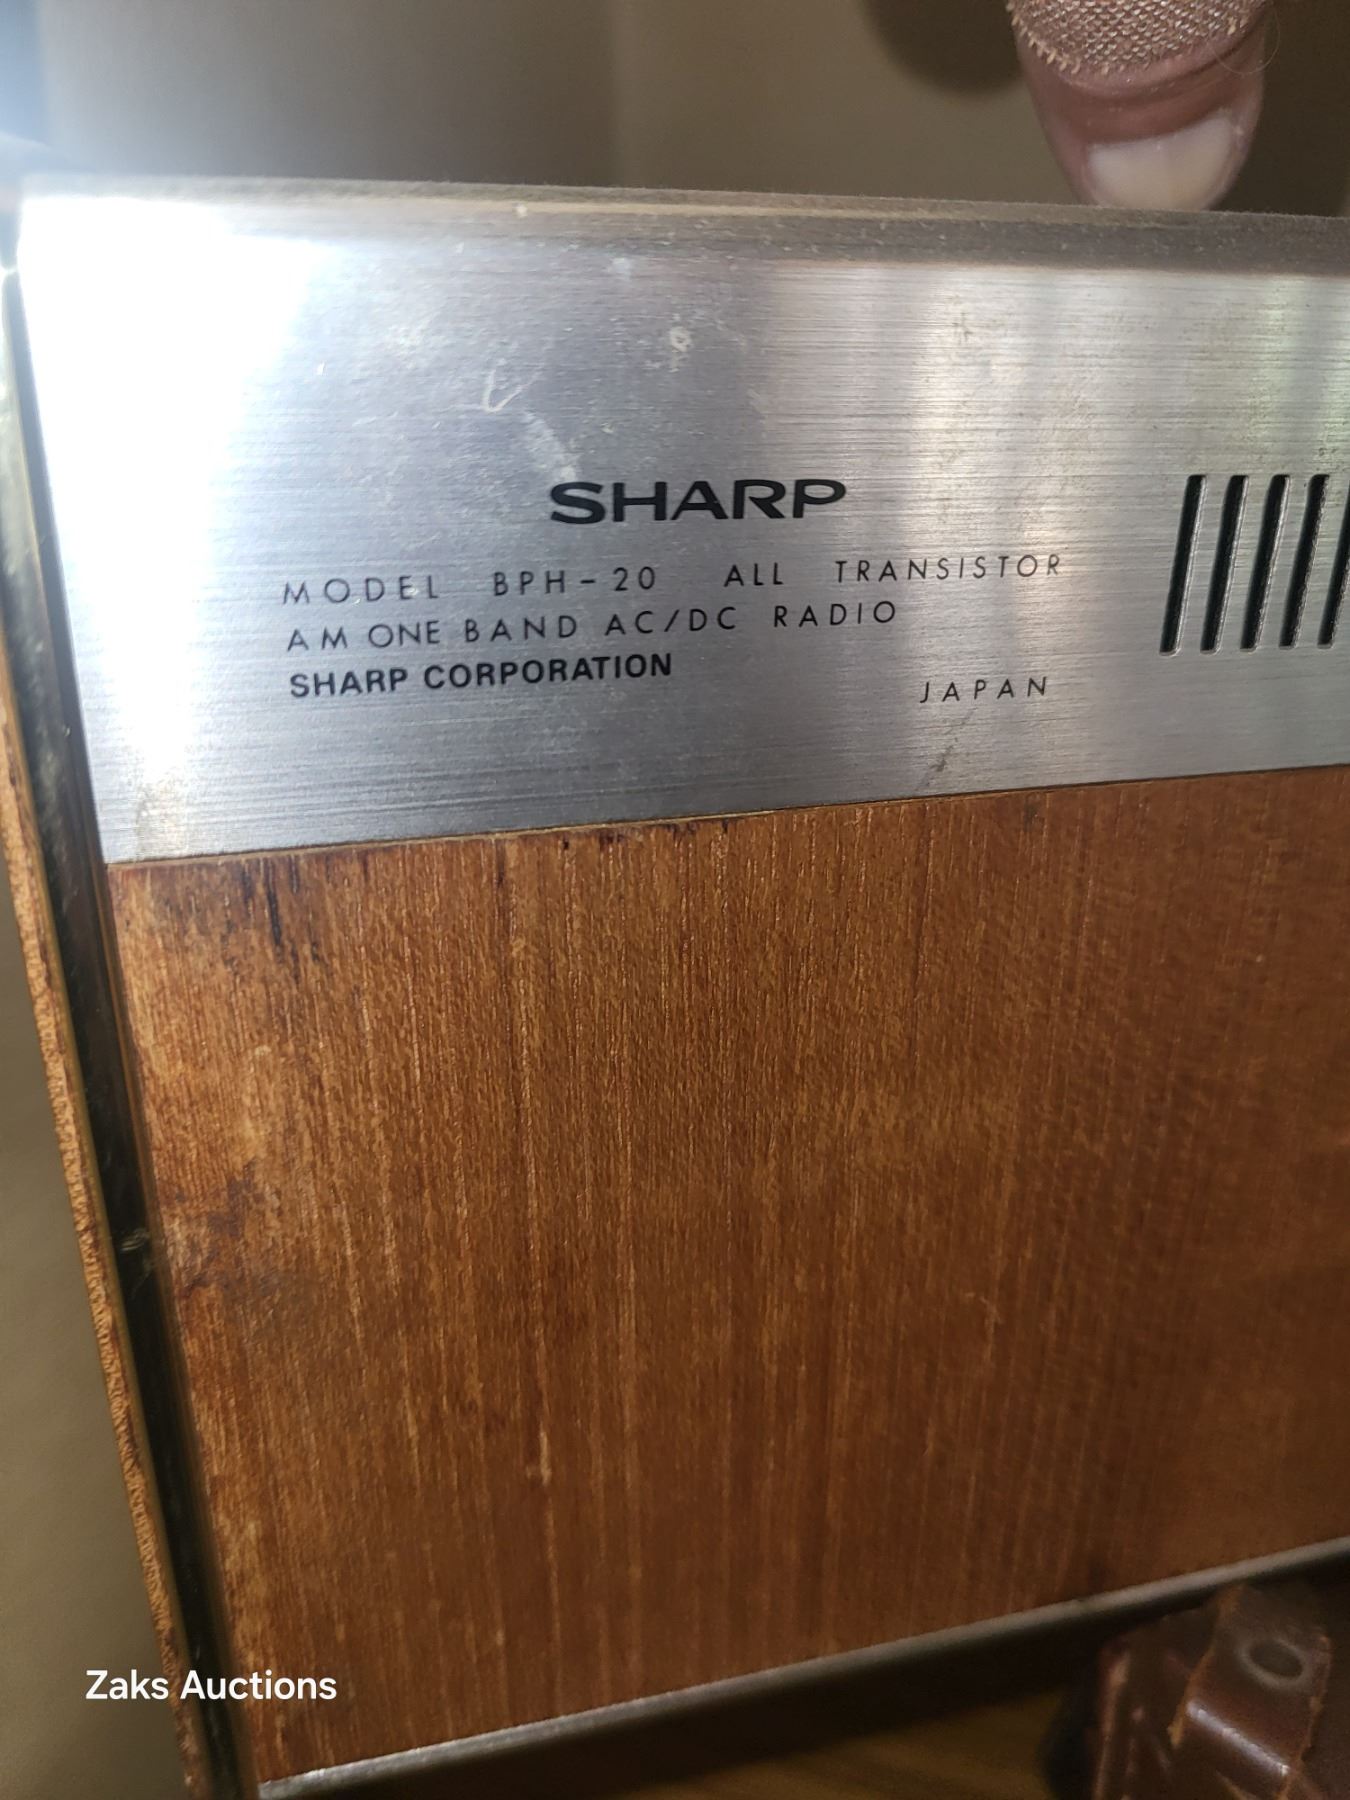 SHARP
MODEL BPH-20 ALL TRANSISTOR
AM ONE BAND AC/DC RADIO
SHARP CORPORATION
JAPAN
Zaks Auctions